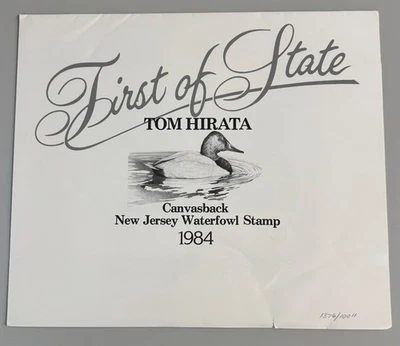 First of State
TOM HIRATA
Canvasback
New Jersey Waterfowl Stamp
1984